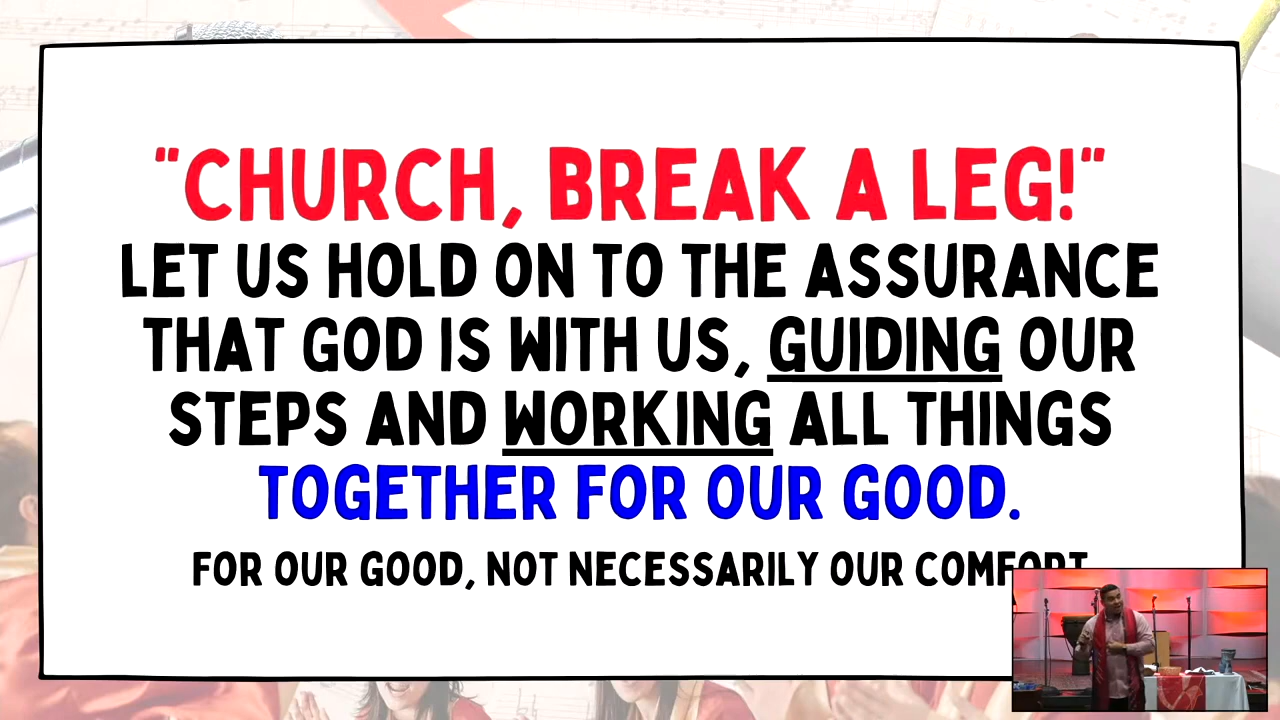 "CHURCH, BREAK A LEG!"
LET US HOLD ON TO THE ASSURANCE
THAT GOD IS WITH US, GUIDING OUR
STEPS AND WORKING ALL THINGS
TOGETHER FOR OUR GOOD.
FOR OUR GOOD, NOT NECESSARILY OUR COMFORT